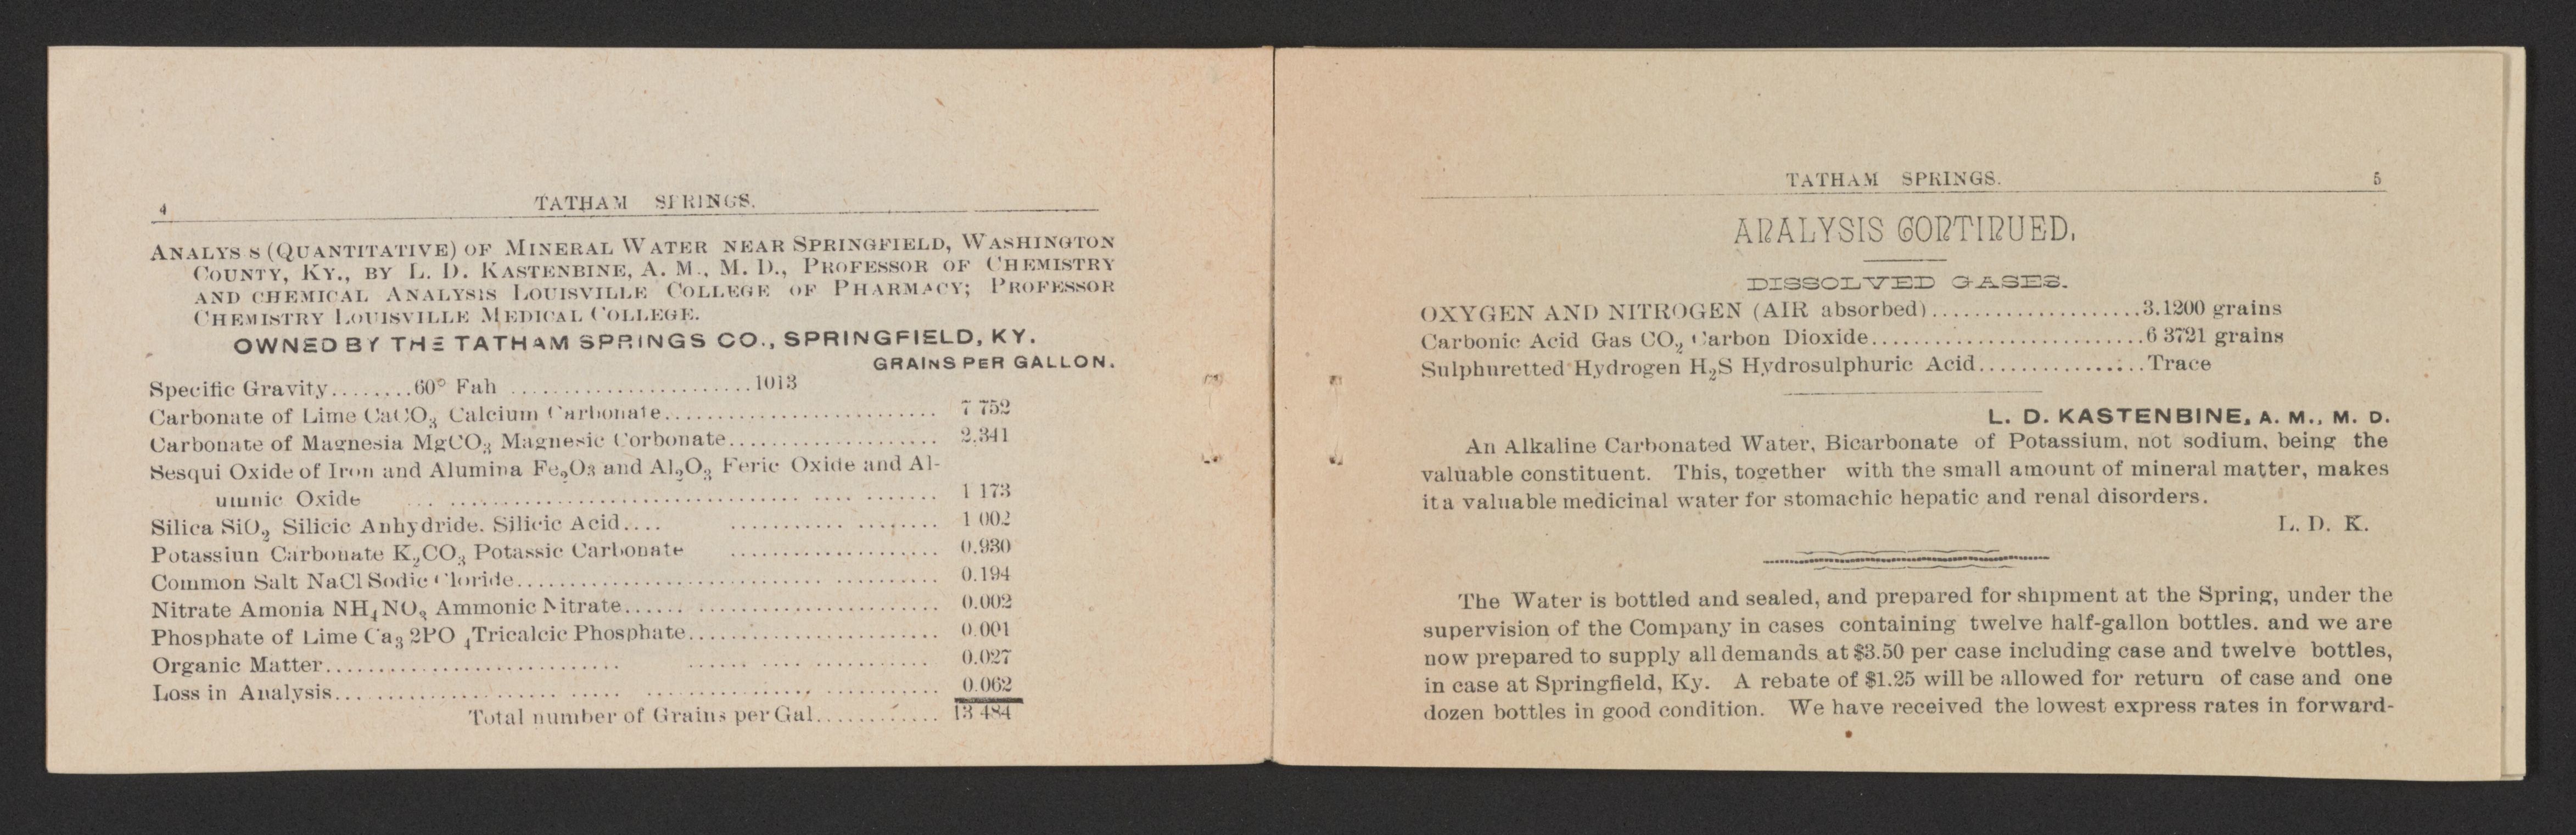 4 TATHAM SPRINGS.
ANALYS S (QUANTITATIVE) OF MINERAL WATER NEAR SPRINGFIELD, WASHINGTON
COUNTY, KY., BY L. D. KASTENBINE, A. M., M. D., PROFESSOR OF CHEMISTRY
AND CHEMICAL ANALYSIS LOUISVILLE COLLEGE OF PHARMACY; PROFESSOR
CHEMISTRY LOUISVILLE MEDICAL COLLEGE.
OWNED BY THE TATHAM SPRINGS CO., SPRINGFIELD, KY.
GRAINS PER GALLON.
Specific Gravity........60° Fah .......................1013
Carbonate of Lime CaCO₃ Calcium Carbonate.......................... 7 752
Carbonate of Magnesia MgCO₃ Magnesic Corbonate.................... 2.341
Sesqui Oxide of Iron and Alumina Fe₂O₃ and Al₂O₃ Feric Oxide and Al-
umnic Oxide ... ................................. .... ....... 1 173
Silica SiO₂ Silicic Anhydride. Silicic Acid.... ........... ........ 1 002
Potassiun Carbonate K₂CO₃ Potassic Carbonate .................... 0.930
Common Salt NaCl Sodic Cloride............................. .......... 0.194
Nitrate Amonia NH₄NO₃ Ammonic Nitrate...... ....................... 0.002
Phosphate of Lime Ca₃ 2PO ₄Tricalcic Phosphate........................ 0.001
Organic Matter............................ ...... .... ........... 0.027
Loss in Analysis... ............... ...... ..... ................ ........... 0.062
Total number of Grains per Gal............ 13 484
TATHAM SPRINGS. 5
ANALYSIS CONTINUED.
DISSOLVED GASES.
OXYGEN AND NITROGEN (AIR absorbed)....................3.1200 grains
Carbonic Acid Gas CO₂ Carbon Dioxide..........................6 3721 grains
Sulphuretted Hydrogen H₂S Hydrosulphuric Acid................Trace
L. D. KASTENBINE, A. M., M. D.
An Alkaline Carbonated Water, Bicarbonate of Potassium, not sodium, being the
valuable constituent. This, together with the small amount of mineral matter, makes
it a valuable medicinal water for stomachic hepatic and renal disorders.
L. D. K.
The Water is bottled and sealed, and prepared for shipment at the Spring, under the
supervision of the Company in cases containing twelve half-gallon bottles. and we are
now prepared to supply all demands at $3.50 per case including case and twelve bottles,
in case at Springfield, Ky. A rebate of $1.25 will be allowed for return of case and one
dozen bottles in good condition. We have received the lowest express rates in forward-